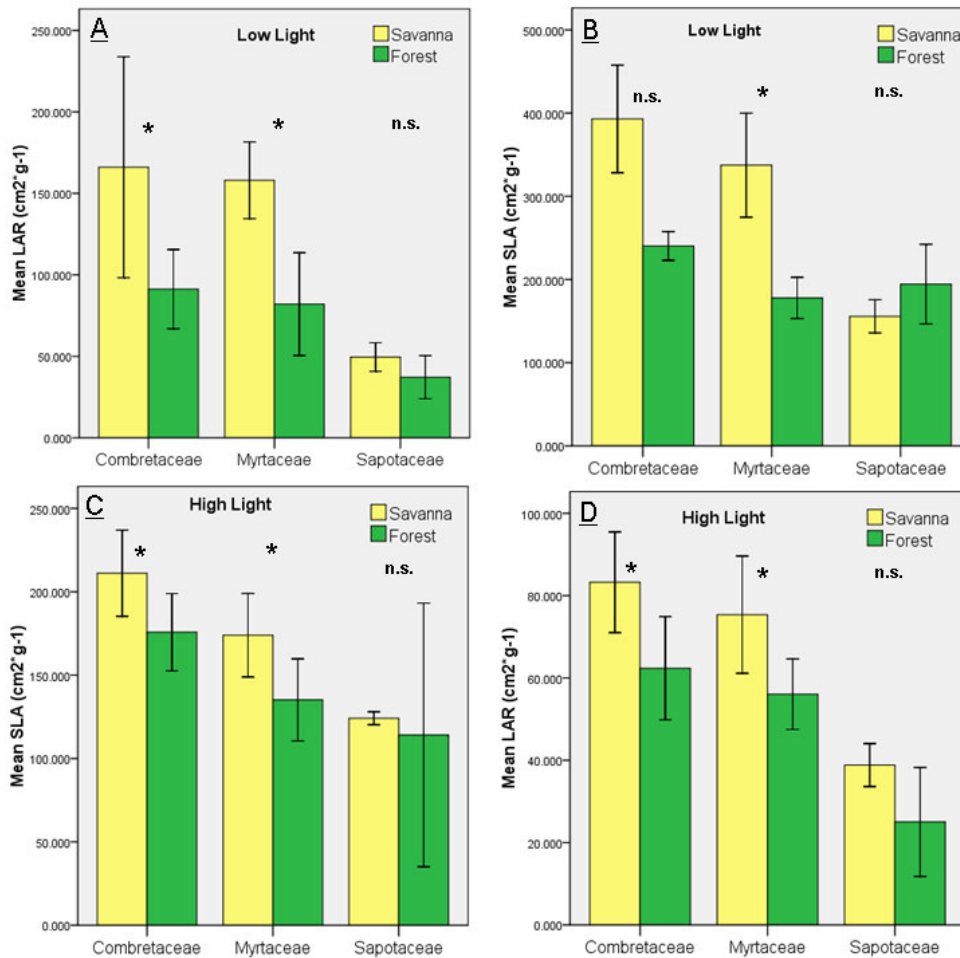 A
Low Light
Savanna
Forest
Mean LAR (cm2*g-1)
250.000
200.000
150.000
100.000
50.000
0.000
*
*
n.s.
Combretaceae Myrtaceae Sapotaceae
B
Low Light
Savanna
Forest
Mean SLA (cm2*g-1)
500.000
400.000
300.000
200.000
100.000
0.000
n.s.
*
n.s.
Combretaceae Myrtaceae Sapotaceae
C
High Light
Savanna
Forest
Mean SLA (cm2*g-1)
250.000
200.000
150.000
100.000
50.000
0.000
*
*
n.s.
Combretaceae Myrtaceae Sapotaceae
D
High Light
Savanna
Forest
Mean LAR (cm2*g-1)
100.000
80.000
60.000
40.000
20.000
0.000
*
*
n.s.
Combretaceae Myrtaceae Sapotaceae